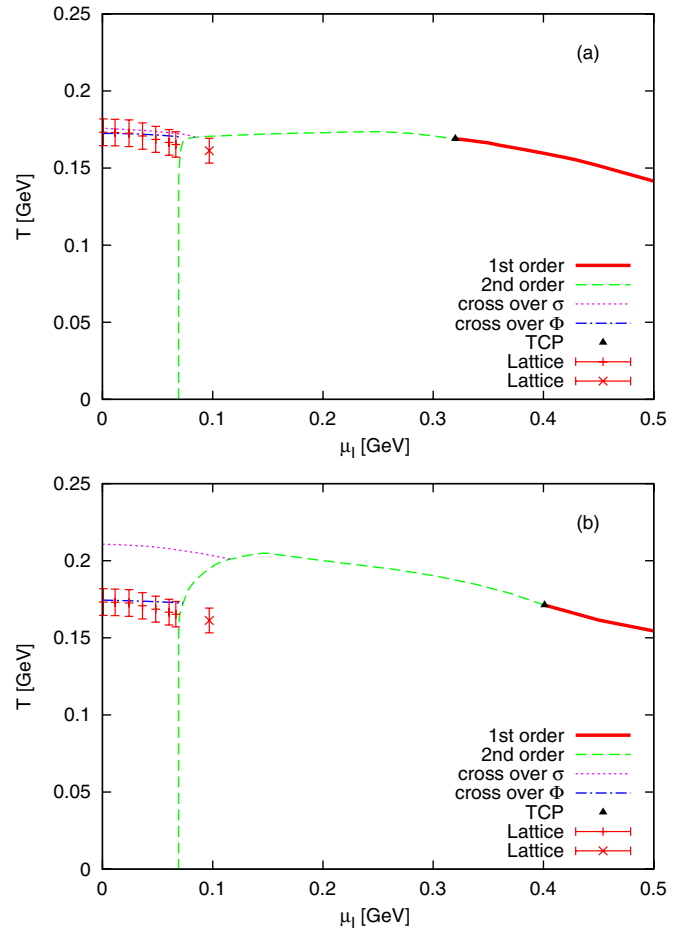 0.25
(a)
0.2
0.15
T [GeV]
0.1
1st order
2nd order
cross over σ
0.05
cross over Φ
TCP
Lattice
Lattice
0
0 0.1 0.2 0.3 0.4 0.5
μI [GeV]
0.25
(b)
0.2
0.15
T [GeV]
0.1
1st order
2nd order
cross over σ
0.05
cross over Φ
TCP
Lattice
Lattice
0
0 0.1 0.2 0.3 0.4 0.5
μI [GeV]